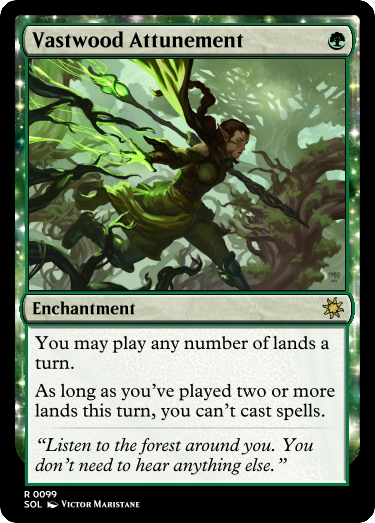 Vastwood Attunement
Enchantment
You may play any number of lands a
turn.
As long as you've played two or more
lands this turn, you can't cast spells.
“Listen to the forest around you. You
don't need to hear anything else.”
R 0099
SOL Victor Maristane